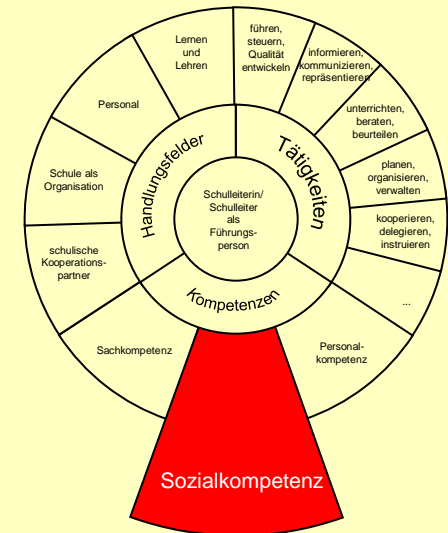 Lernen
und
Lehren
führen,
steuern,
Qualität
entwickeln
informieren,
kommunizieren,
repräsentieren
unterrichten,
beraten,
beurteilen
planen,
organisieren,
verwalten
kooperieren,
delegieren,
instruieren
...
Personal-
kompetenz
Sozialkompetenz
Sachkompetenz
schulische
Kooperations-
partner
Schule als
Organisation
Personal
Handlungsfelder
Tätigkeiten
Kompetenzen
Schulleiterin/
Schulleiter
als
Führungs-
person